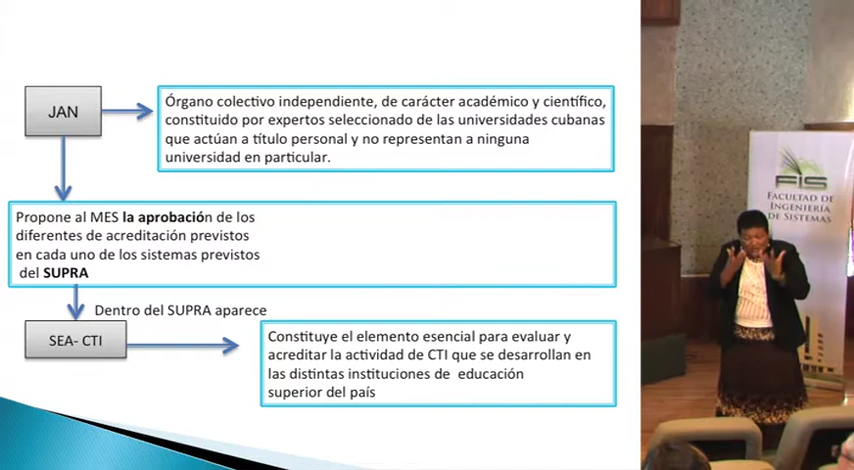 JAN
Órgano colectivo independiente, de carácter académico y científico,
constituido por expertos seleccionado de las universidades cubanas
que actúan a título personal y no representan a ninguna
universidad en particular.
Propone al MES la aprobación de los
diferentes de acreditación previstos
en cada uno de los sistemas previstos
del SUPRA
Dentro del SUPRA aparece
SEA- CTI
Constituye el elemento esencial para evaluar y
acreditar la actividad de CTI que se desarrollan en
las distintas instituciones de educación
superior del país
FIS
FACULTAD DE
INGENIERÍA
DE SISTEMAS